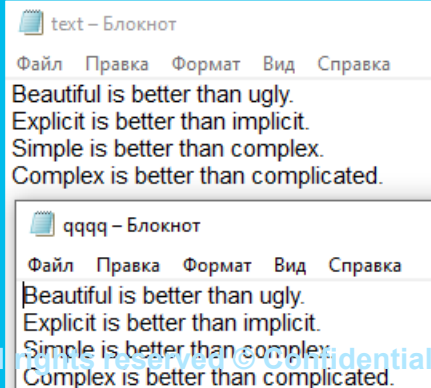 text – Блокнот
Файл Правка Формат Вид Справка
Beautiful is better than ugly.
Explicit is better than implicit.
Simple is better than complex.
Complex is better than complicated.
qqqq – Блокнот
Файл Правка Формат Вид Справка
Beautiful is better than ugly.
Explicit is better than implicit.
Simple is better than complex.
rights reserved © Confidential
Complex is better than complicated.